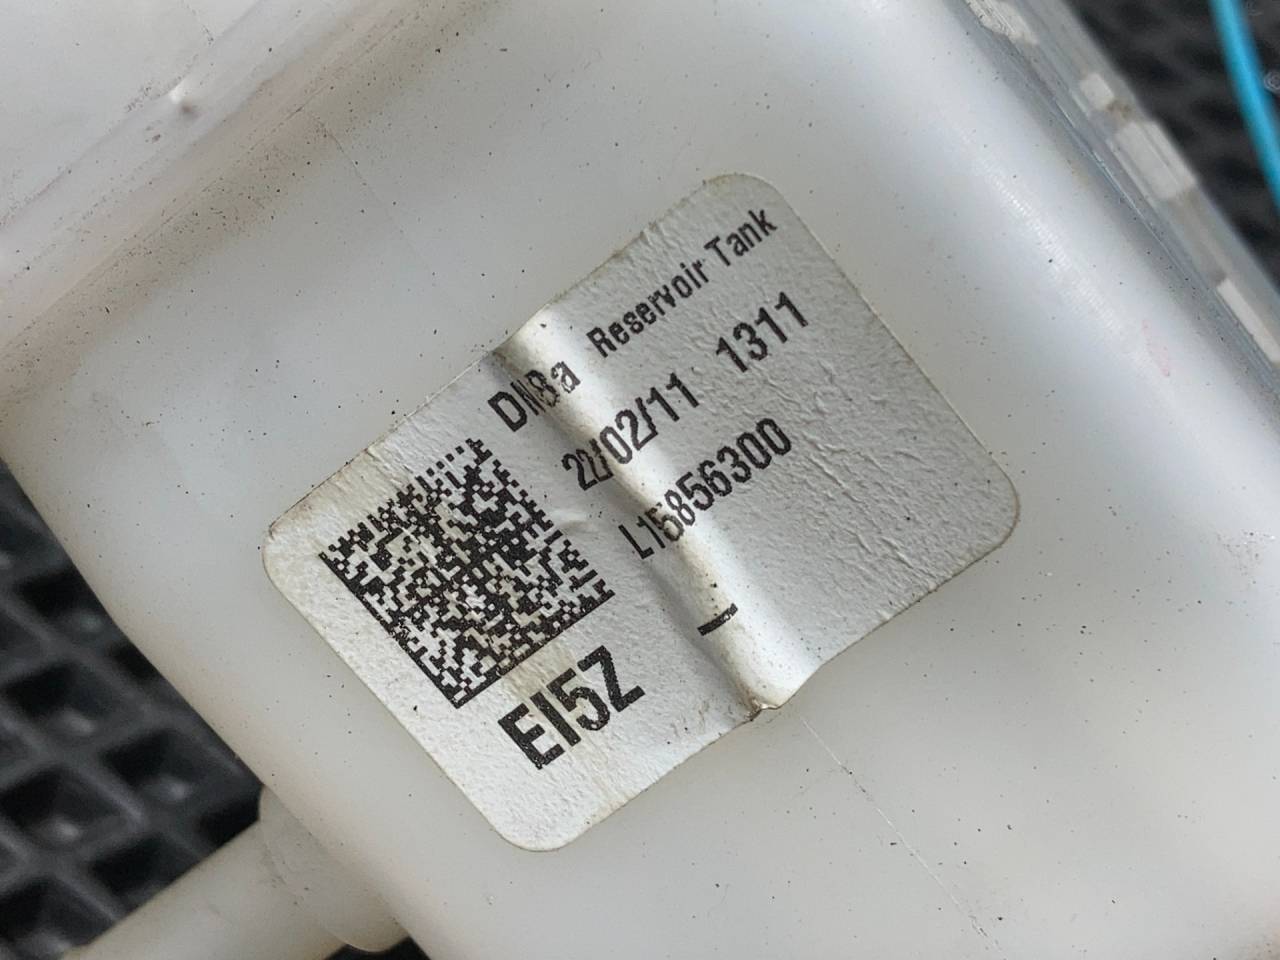 DN8a Reservoir Tank
22/02/11 1311
L15856300
EI5Z